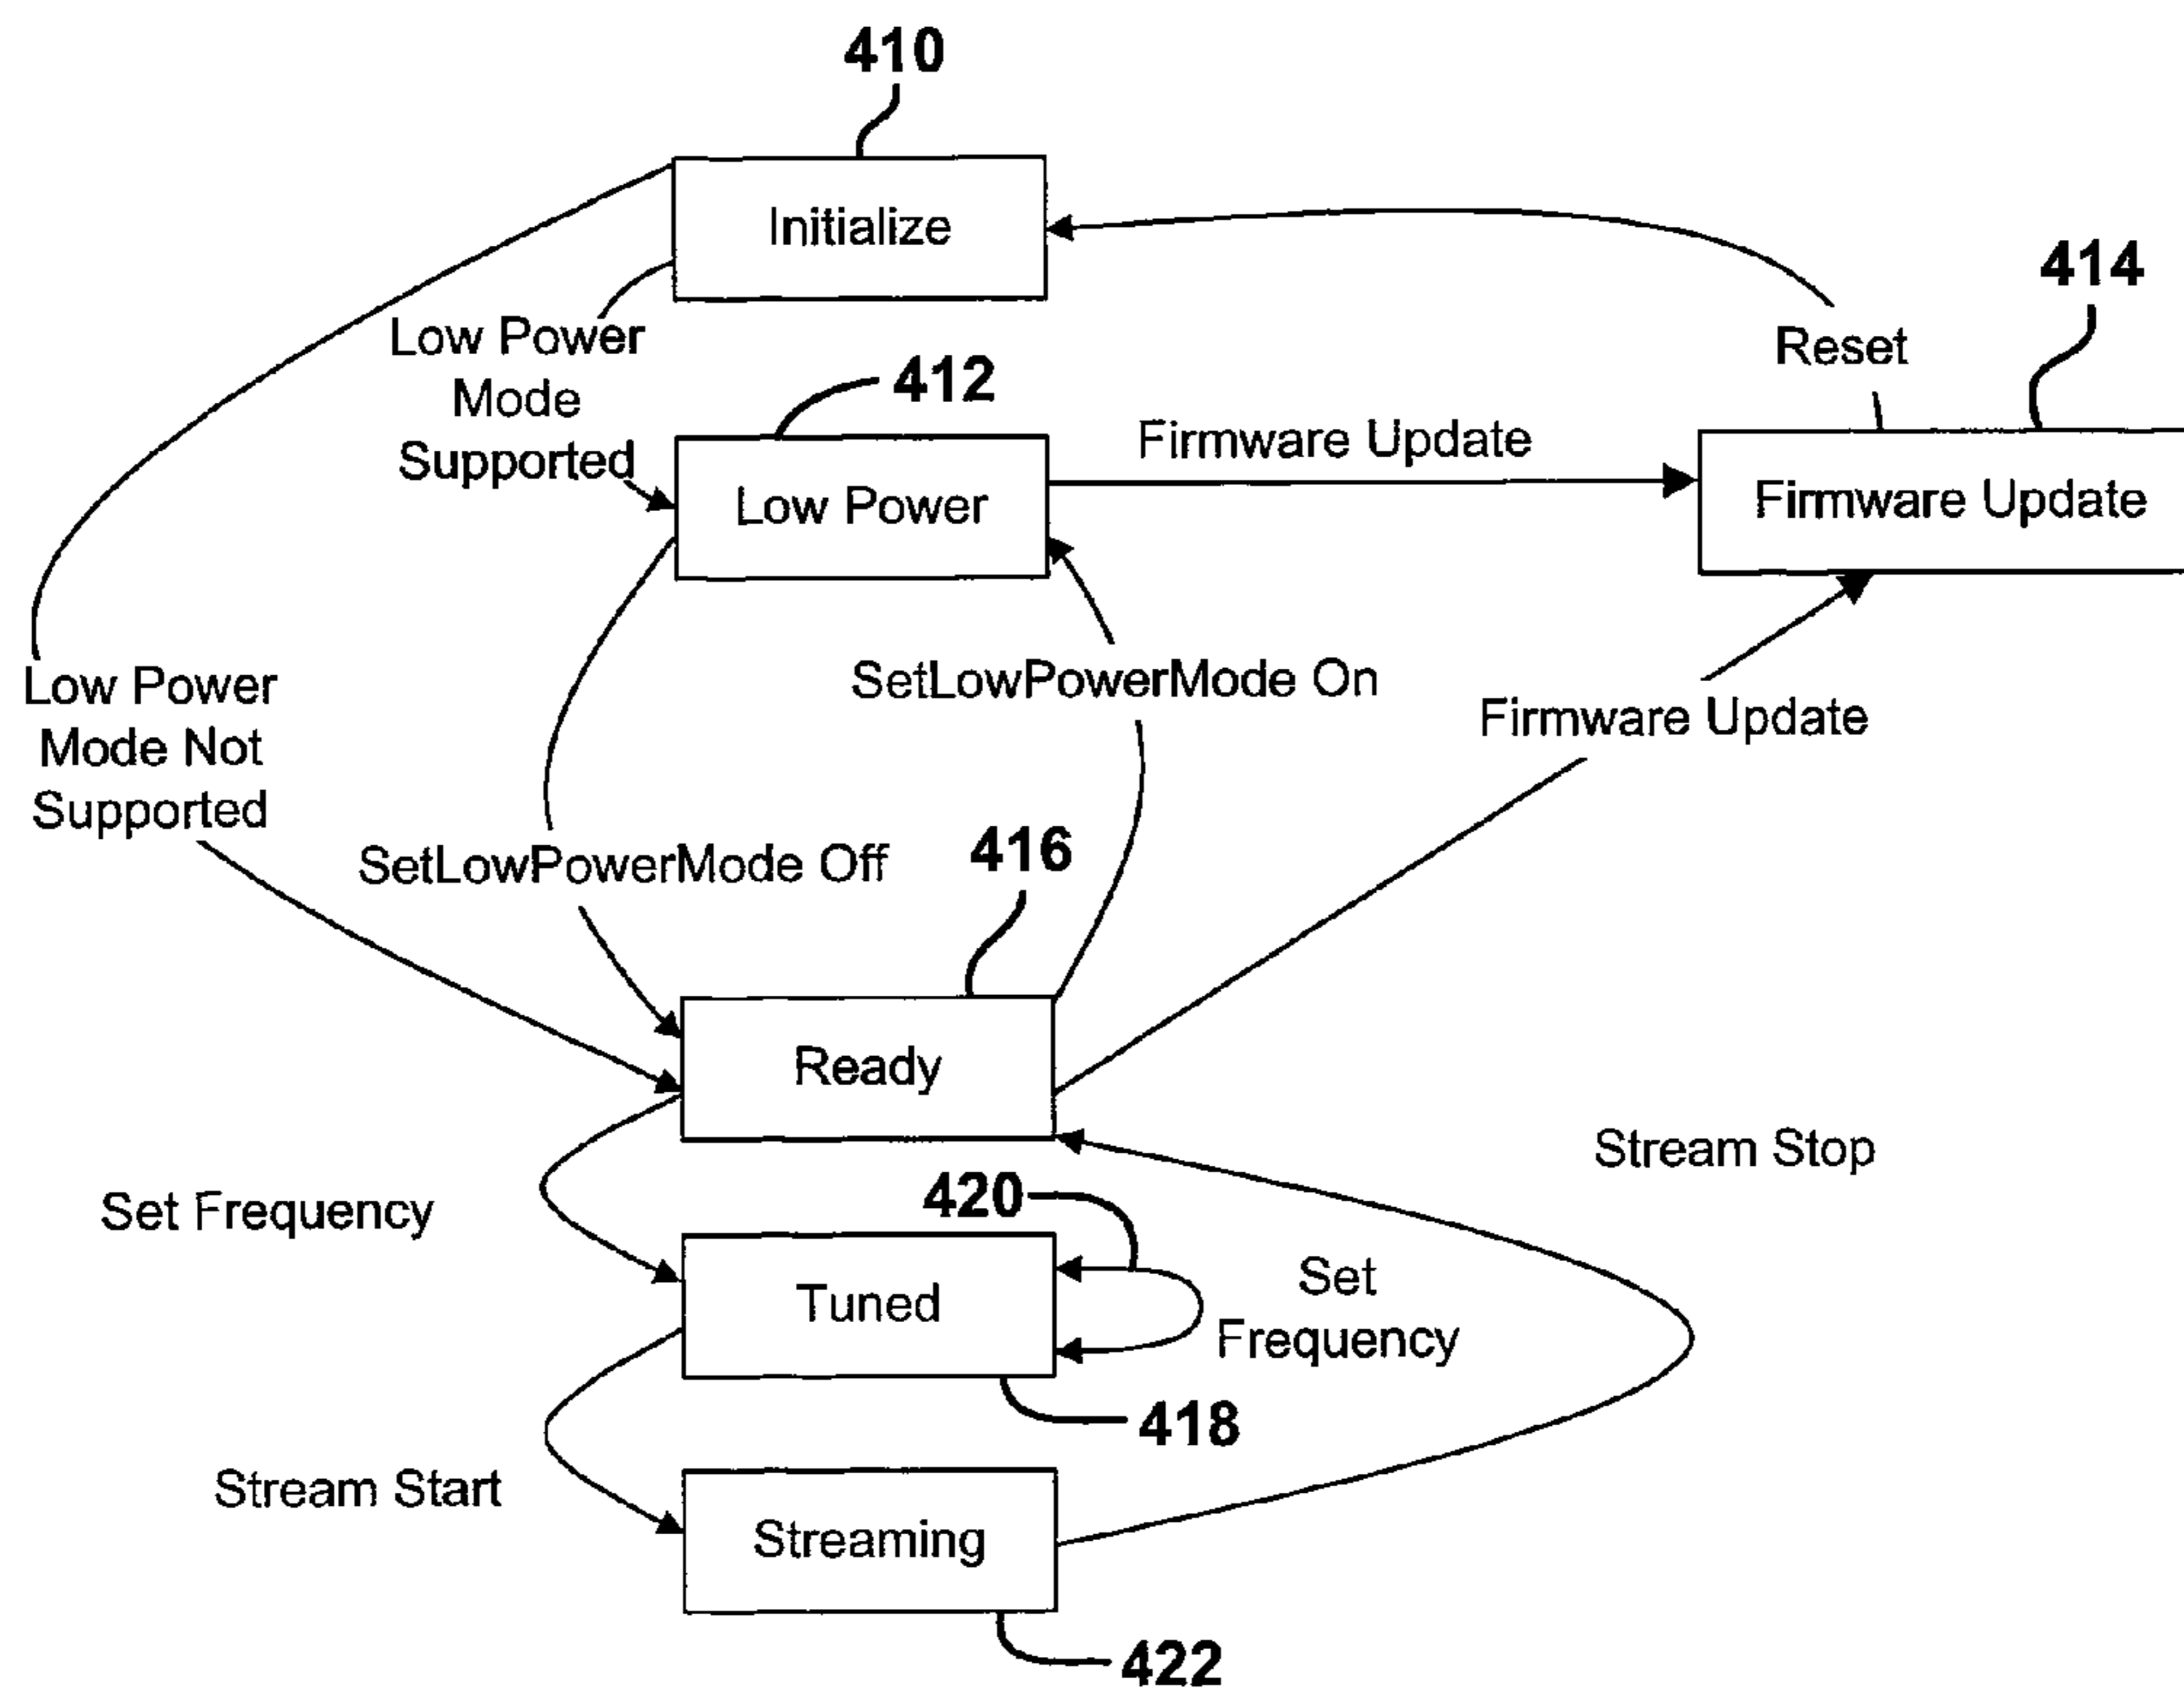 410
Initialize
414
Low Power
Mode
Supported
Reset
412
Firmware Update
Low Power
Firmware Update
Low Power
Mode Not
Supported
SetLowPowerMode On
Firmware Update
SetLowPowerMode Off
416
Ready
Stream Stop
Set Frequency
420
Tuned
Set
Frequency
418
Stream Start
Streaming
422